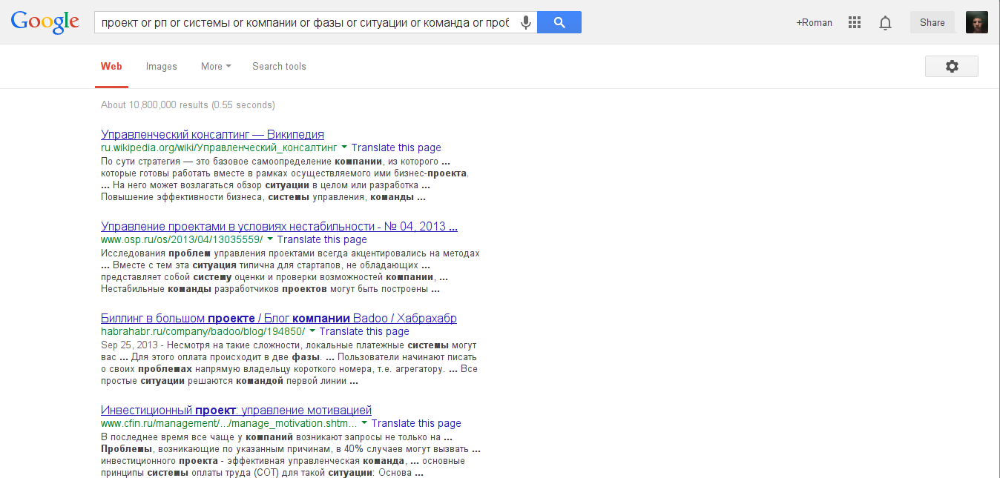 Google
проект or рп or системы or компании or фазы or ситуации or команда or проб
+Roman
Share
Web Images More Search tools
About 10,800,000 results (0.55 seconds)
Управленческий консалтинг — Википедия
ru.wikipedia.org/wiki/Управленческий_консалтинг Translate this page
По сути стратегия — это базовое самоопределение компании, из которого ...
которые готовы работать вместе в рамках осуществляемого ими бизнес-проекта.
... На него может возлагаться обзор ситуации в целом или разработка ...
Повышение эффективности бизнеса, системы управления, команды ...
Управление проектами в условиях нестабильности - № 04, 2013 ...
www.osp.ru/os/2013/04/13035559/ Translate this page
Исследования проблем управления проектами всегда акцентировались на методах
... Вместе с тем эта ситуация типична для стартапов, не обладающих ...
представляет собой систему оценки и проверки возможностей компании, ...
Нестабильные команды разработчиков проектов могут быть построены ...
Биллинг в большом проекте / Блог компании Badoo / Хабрахабр
habrahabr.ru/company/badoo/blog/194850/ Translate this page
Sep 25, 2013 - Несмотря на такие сложности, локальные платежные системы могут
вас ... Для этого оплата происходит в две фазы. ... Пользователи начинают писать
о своих проблемах напрямую владельцу короткого номера, т.е. агрегатору. ... Все
простые ситуации решаются командой первой линии ...
Инвестиционный проект: управление мотивацией
www.cfin.ru/management/.../manage_motivation.shtm... Translate this page
В последнее время все чаще у компаний возникают запросы не только на ...
Проблемы, возникающие по указанным причинам, в 40% случаев могут вызвать ...
инвестиционного проекта - эффективная управленческая команда, ... основные
принципы системы оплаты труда (СОТ) для такой ситуации: Основа ...